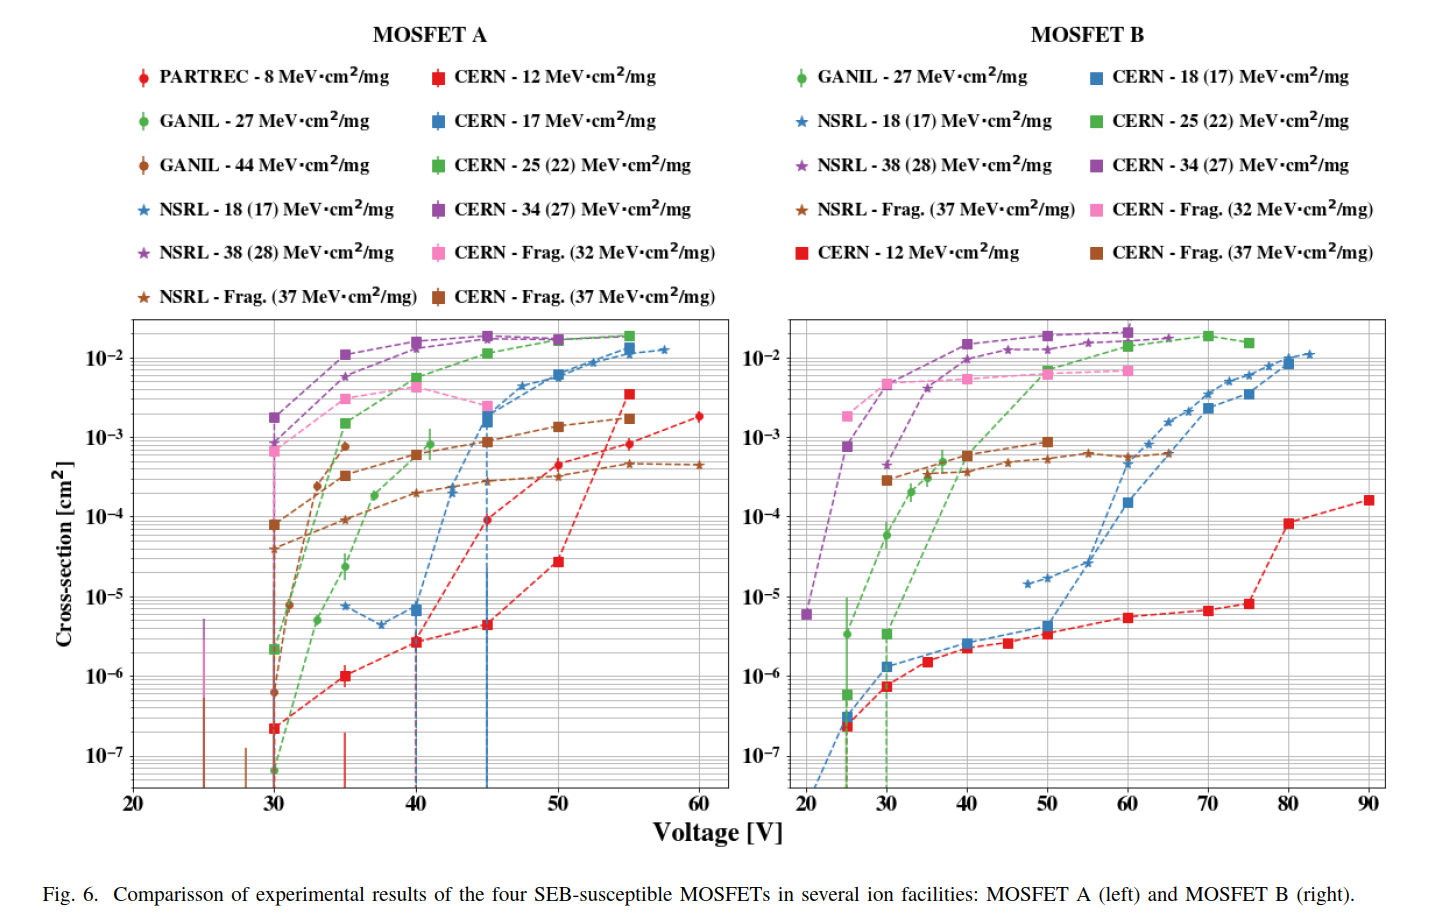 MOSFET A
PARTREC - 8 MeV·cm²/mg
GANIL - 27 MeV·cm²/mg
GANIL - 44 MeV·cm²/mg
NSRL - 18 (17) MeV·cm²/mg
NSRL - 38 (28) MeV·cm²/mg
NSRL - Frag. (37 MeV·cm²/mg)
CERN - 12 MeV·cm²/mg
CERN - 17 MeV·cm²/mg
CERN - 25 (22) MeV·cm²/mg
CERN - 34 (27) MeV·cm²/mg
CERN - Frag. (32 MeV·cm²/mg)
CERN - Frag. (37 MeV·cm²/mg)
MOSFET B
GANIL - 27 MeV·cm²/mg
NSRL - 18 (17) MeV·cm²/mg
NSRL - 38 (28) MeV·cm²/mg
NSRL - Frag. (37 MeV·cm²/mg)
CERN - 12 MeV·cm²/mg
CERN - 18 (17) MeV·cm²/mg
CERN - 25 (22) MeV·cm²/mg
CERN - 34 (27) MeV·cm²/mg
CERN - Frag. (32 MeV·cm²/mg)
CERN - Frag. (37 MeV·cm²/mg)
Cross-section [cm²]
10⁻²
10⁻³
10⁻⁴
10⁻⁵
10⁻⁶
10⁻⁷
20 30 40 50 60
10⁻²
10⁻³
10⁻⁴
10⁻⁵
10⁻⁶
10⁻⁷
20 30 40 50 60 70 80 90
Voltage [V]
Fig. 6. Comparisson of experimental results of the four SEB-susceptible MOSFETs in several ion facilities: MOSFET A (left) and MOSFET B (right).